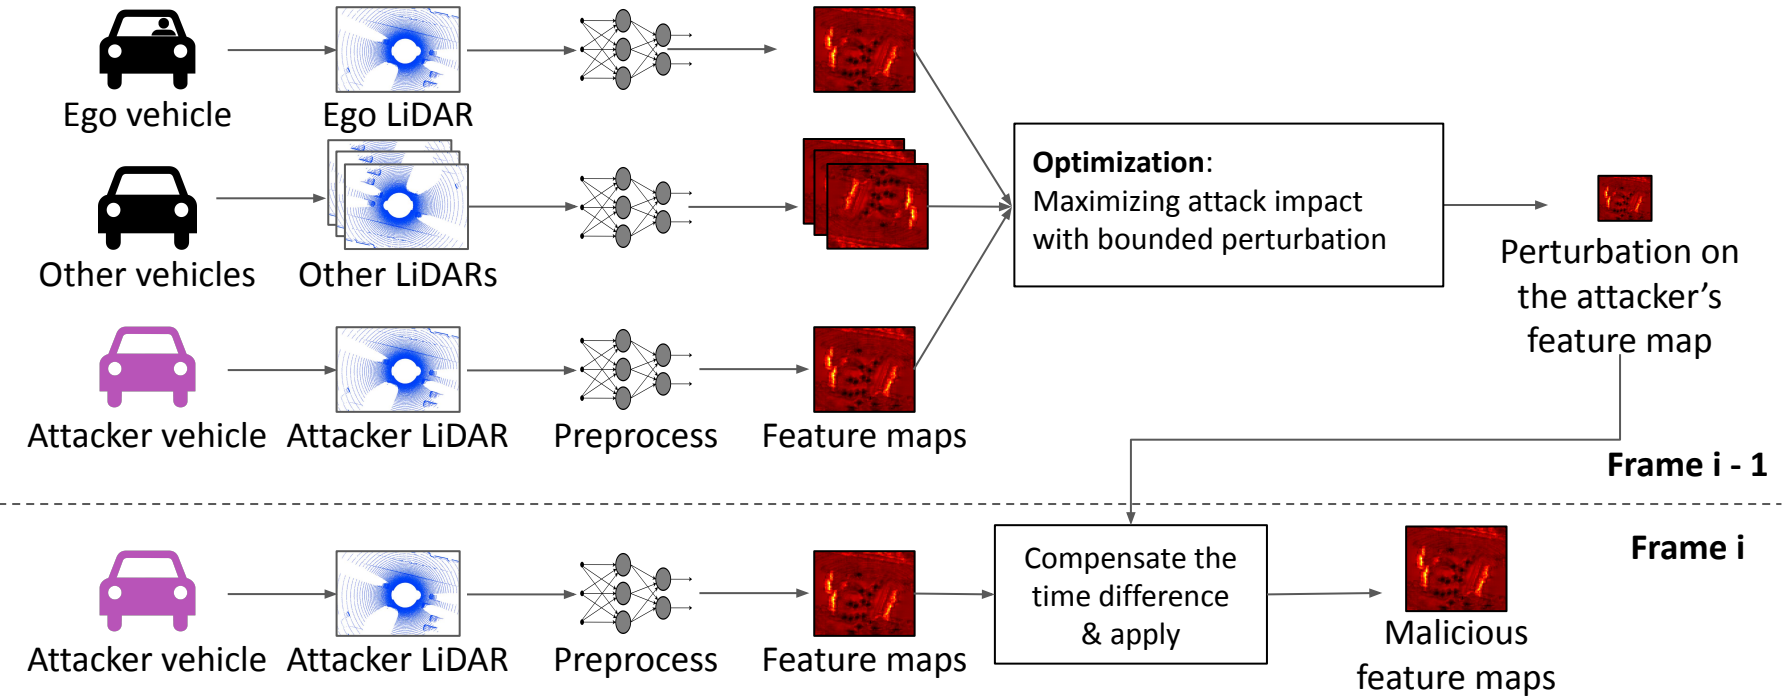 Ego vehicle
Ego LiDAR
Other vehicles
Other LiDARs
Optimization:
Maximizing attack impact
with bounded perturbation
Perturbation on
the attacker’s
feature map
Attacker vehicle
Attacker LiDAR
Preprocess
Feature maps
Frame i - 1
Frame i
Attacker vehicle
Attacker LiDAR
Preprocess
Feature maps
Compensate the
time difference
& apply
Malicious
feature maps